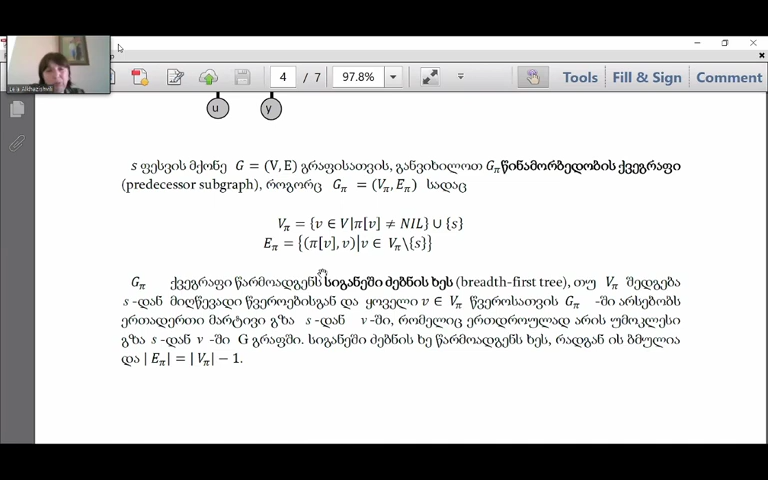 Lela Alkhazishvili
4 / 7
97.8%
Tools Fill & Sign Comment
u y
s ფესვის მქონე G = (V, E) გრაფისათვის, განვიხილოთ Gπ წინამორბედობის ქვეგრაფი
(predecessor subgraph), როგორც Gπ = (Vπ, Eπ) სადაც
Vπ = {v ∈ V|π[v] ≠ NIL} ∪ {s}
Eπ = {(π[v], v)|v ∈ Vπ\{s}}
Gπ ქვეგრაფი წარმოადგენს სიგანეში ძებნის ხეს (breadth-first tree), თუ Vπ შედგება
s -დან მიღწევადი წვეროებისგან და ყოველი v ∈ Vπ წვეროსათვის Gπ -ში არსებობს
ერთადერთი მარტივი გზა s -დან v -ში, რომელიც ერთდროულად არის უმოკლესი
გზა s -დან v -ში G გრაფში. სიგანეში ძებნის ხე წარმოადგენს ხეს, რადგან ის ბმულია
და | Eπ| = | Vπ| − 1.